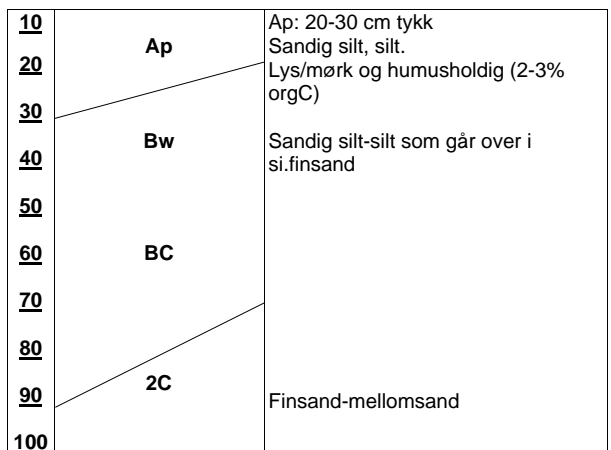 10
Ap: 20-30 cm tykk
Ap
Sandig silt, silt.
20
Lys/mørk og humusholdig (2-3%
orgC)
30
Bw
Sandig silt-silt som går over i
40
si.finsand
50
60
BC
70
80
2C
90
Finsand-mellomsand
100